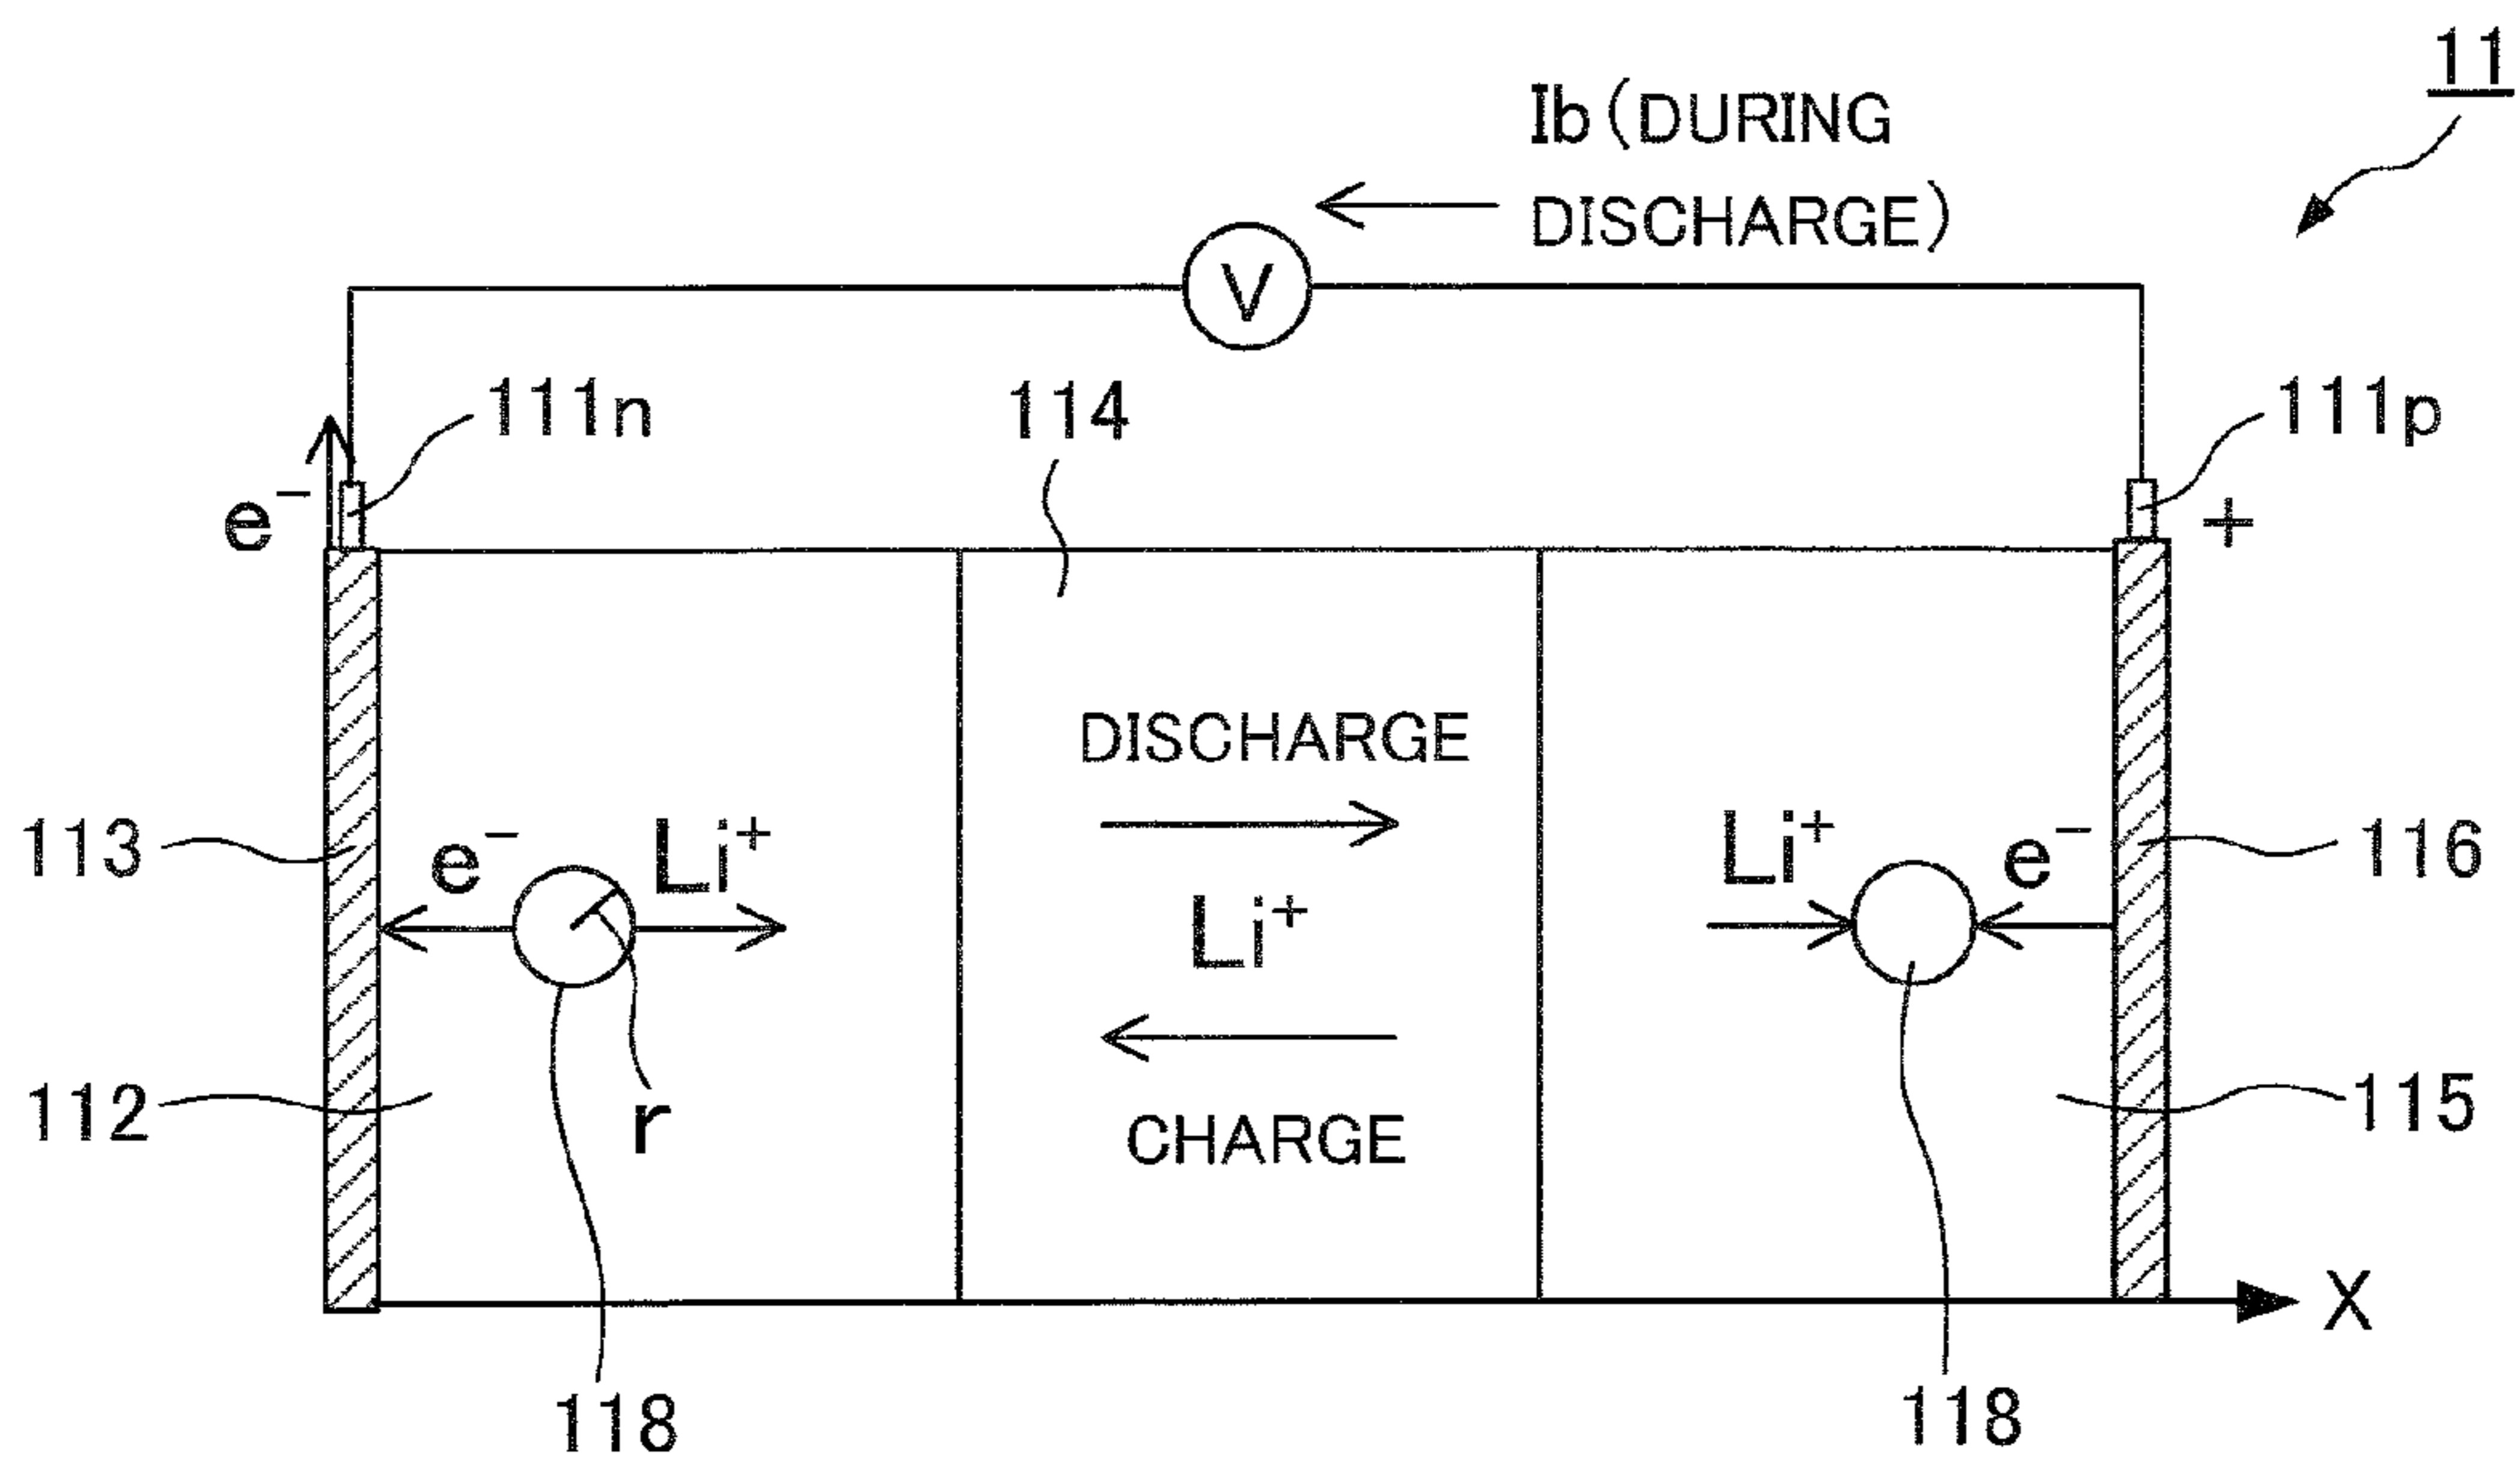 11
Ib (DURING
DISCHARGE)
V
111n
114
111p
e−
+
DISCHARGE
113
e−
Li+
Li+
Li+
e−
116
112
r
CHARGE
115
X
118
118